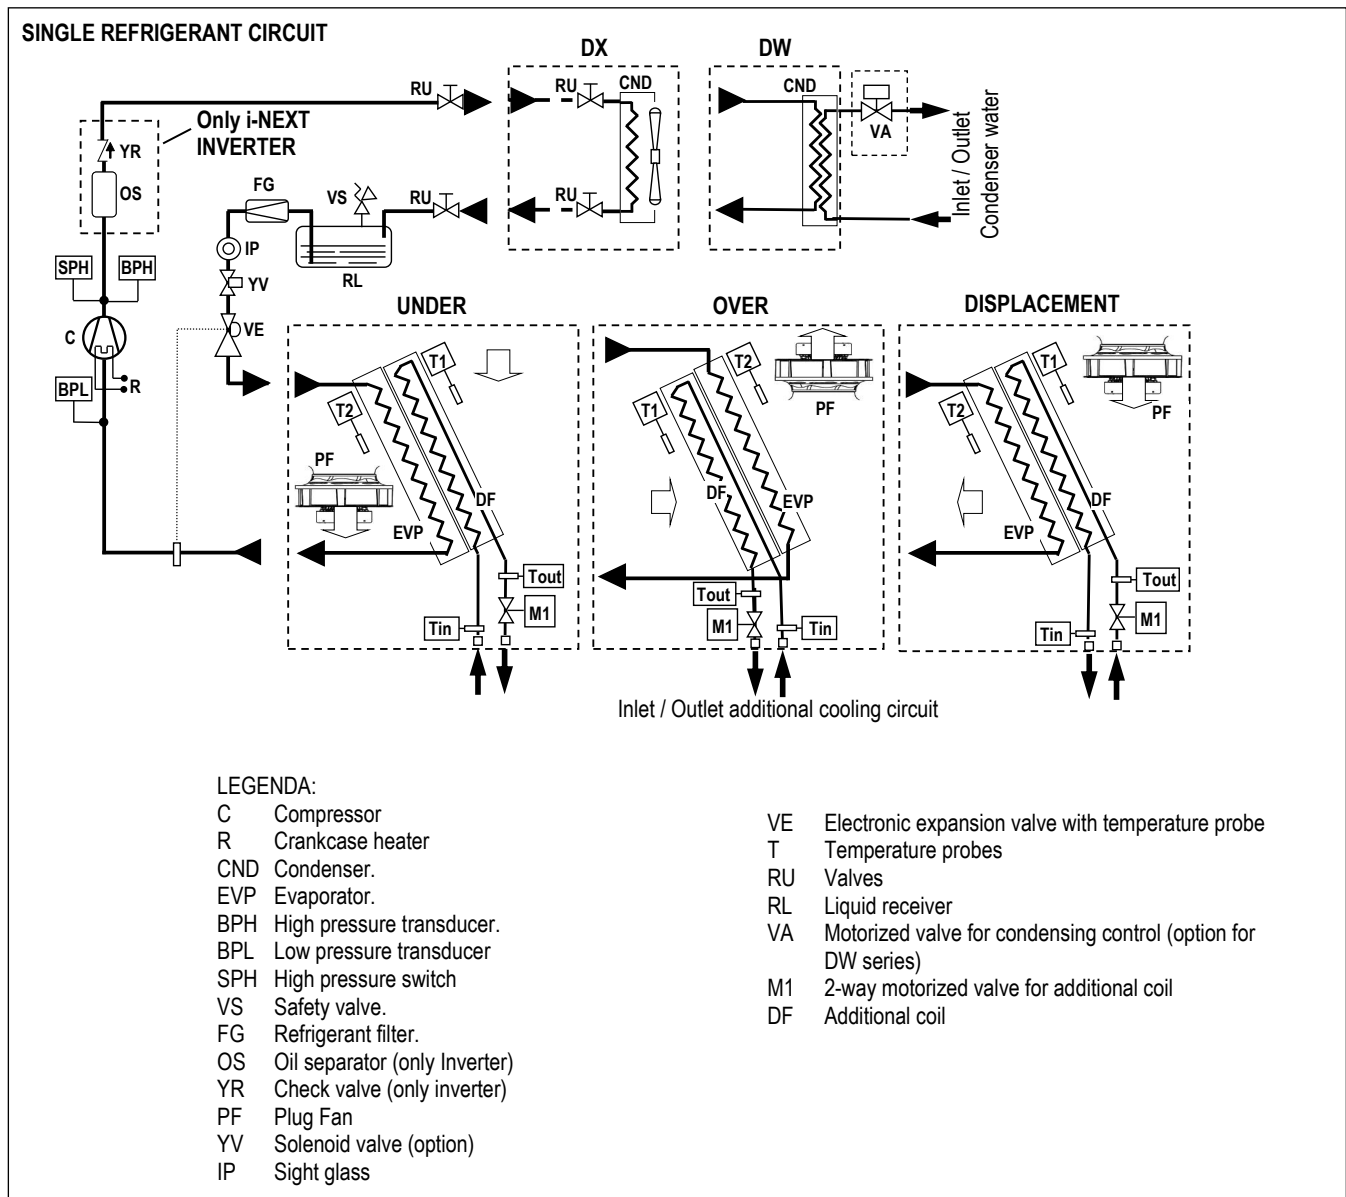 SINGLE REFRIGERANT CIRCUIT
DX
DW
RU
RU
CND
CND
VA
Inlet / Outlet
Condenser water
Only i-NEXT
INVERTER
YR
OS
FG
VS
RU
RU
IP
RL
SPH
BPH
YV
C
VE
R
BPL
UNDER
OVER
DISPLACEMENT
T1
T2
PF
DF
EVP
Tout
M1
Tin
T2
T1
PF
DF
EVP
Tout
M1
Tin
T1
T2
PF
DF
EVP
Tout
M1
Tin
Inlet / Outlet additional cooling circuit
LEGENDA:
C Compressor
R Crankcase heater
CND Condenser.
EVP Evaporator.
BPH High pressure transducer.
BPL Low pressure transducer
SPH High pressure switch
VS Safety valve.
FG Refrigerant filter.
OS Oil separator (only Inverter)
YR Check valve (only inverter)
PF Plug Fan
YV Solenoid valve (option)
IP Sight glass
VE Electronic expansion valve with temperature probe
T Temperature probes
RU Valves
RL Liquid receiver
VA Motorized valve for condensing control (option for
DW series)
M1 2-way motorized valve for additional coil
DF Additional coil